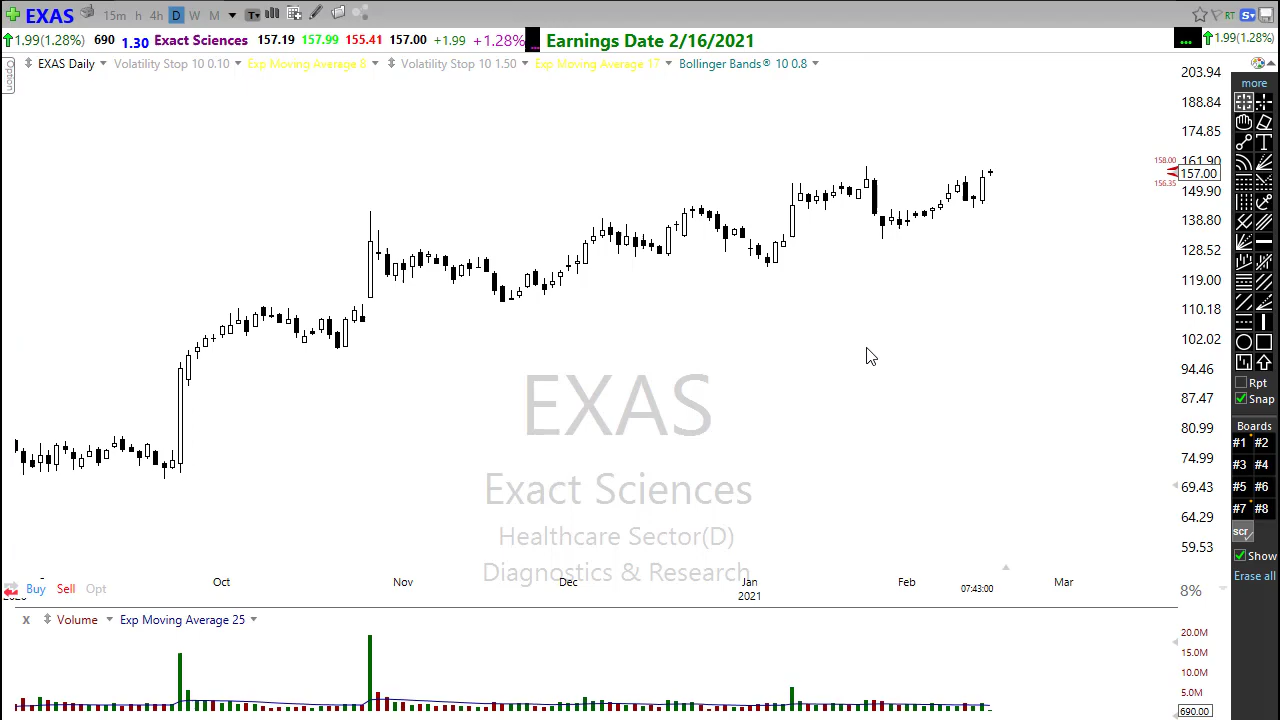 EXAS 15m h 4h D W M T RT S
1.99(1.28%) 690 1.30 Exact Sciences 157.19 157.99 155.41 157.00 +1.99 +1.28% ... Earnings Date 2/16/2021 ... 1.99(1.28%)
EXAS Daily Volatility Stop 10 0.10 Exp Moving Average 8 Volatility Stop 10 1.50 Exp Moving Average 17 Bollinger Bands® 10 0.8
Option
203.94
188.84
174.85
161.90
158.00
157.00
156.35
149.90
138.80
128.52
119.00
110.18
102.02
94.46
87.47
80.99
74.99
69.43
64.29
59.53
more
T
Rpt
Snap
Boards
#1 #2
#3 #4
#5 #6
#7 #8
scr
Show
Erase all
EXAS
Exact Sciences
Healthcare Sector(D)
Diagnostics & Research
Oct Nov Dec Jan Feb Mar
2021
07:43:00
Buy Sell Opt
8%
x Volume Exp Moving Average 25
20.0M
15.0M
10.0M
5.0M
690.00